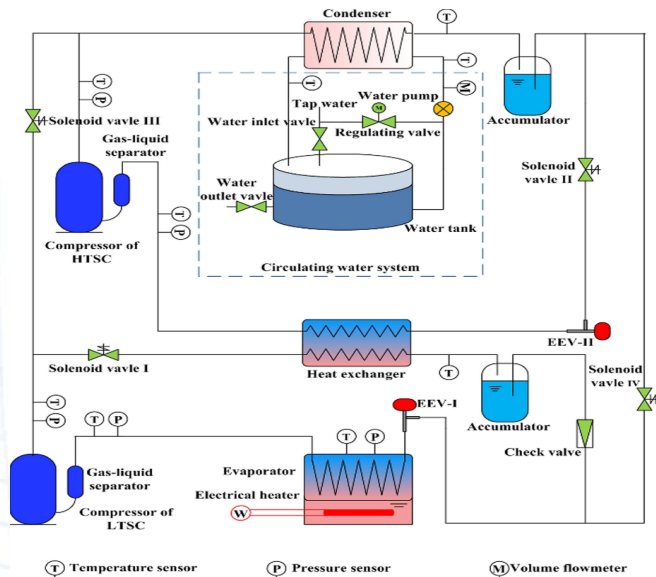 Condenser
T
T
T
M
Tap water
Water pump
M
Water inlet vavle
Regulating valve
Accumulator
T
P
Solenoid vavle III
Gas-liquid
separator
Solenoid
vavle II
Water
outlet vavle
Water tank
T
P
Compressor of
HTSC
Circulating water system
EEV-II
Solenoid vavle I
Heat exchanger
T
Solenoid
vavle IV
EEV-I
Accumulator
T
P
T
P
T
P
Check valve
Gas-liquid
separator
Evaporator
Electrical heater
W
Compressor of
LTSC
T Temperature sensor
P Pressure sensor
M Volume flowmeter